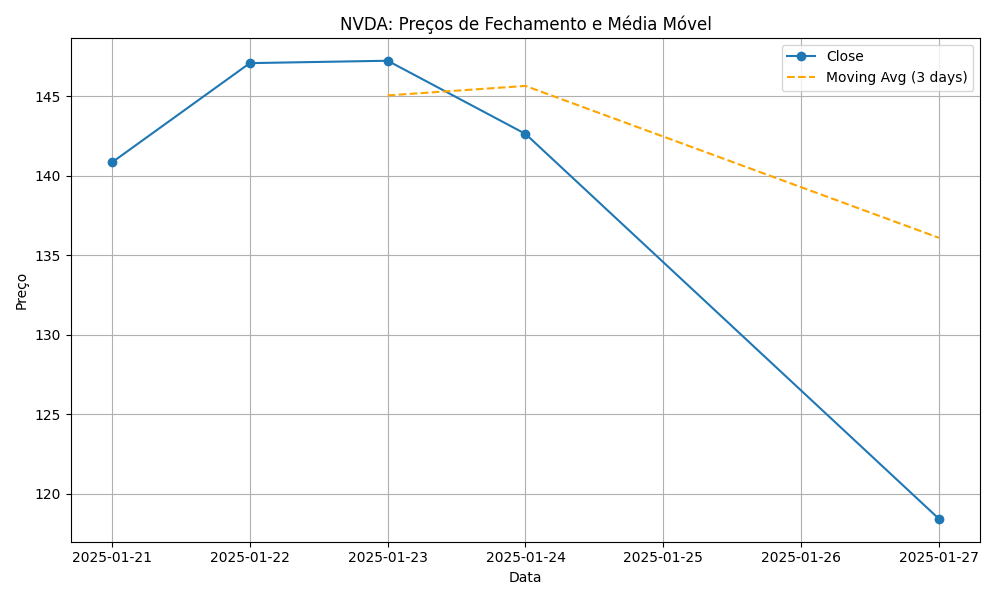 NVDA: Preços de Fechamento e Média Móvel
Close
Moving Avg (3 days)
Preço
145
140
135
130
125
120
2025-01-21 2025-01-22 2025-01-23 2025-01-24 2025-01-25 2025-01-26 2025-01-27
Data